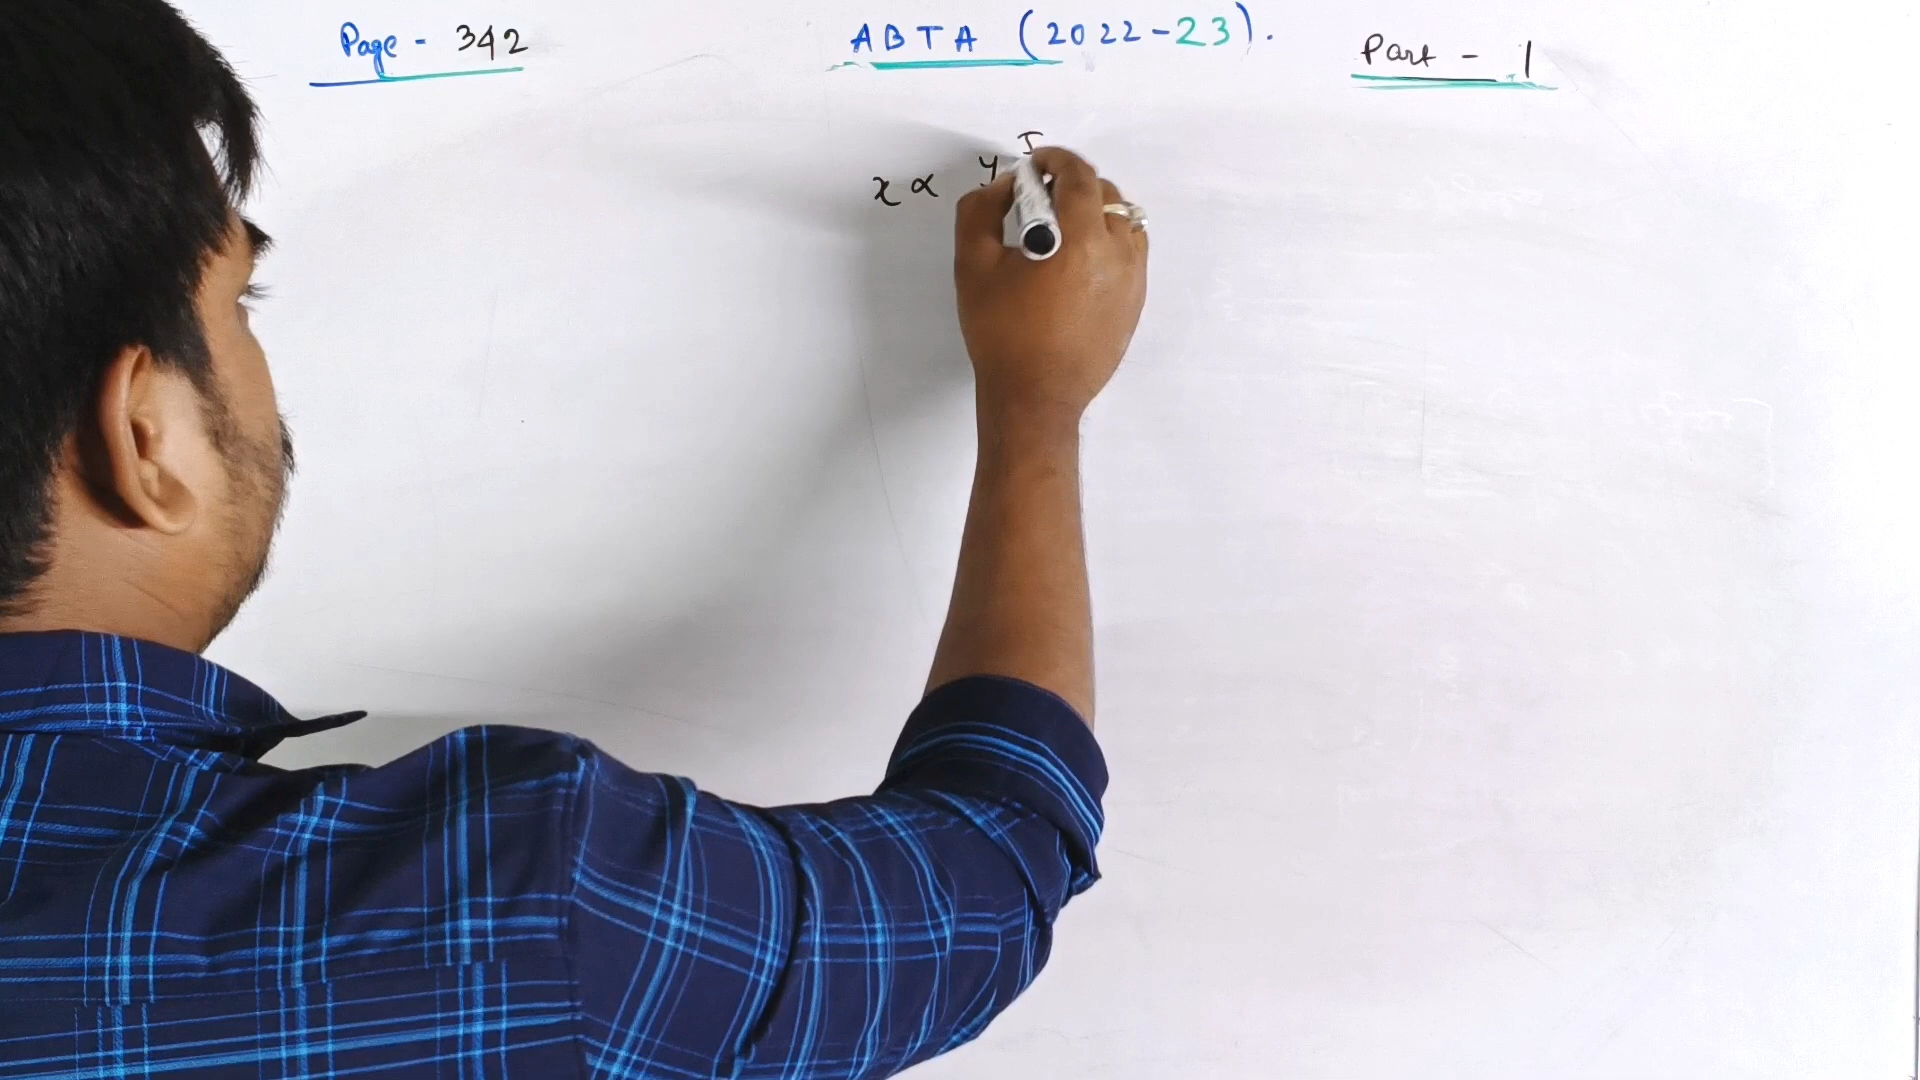 Page - 342
ABTA (2022-23).
Part - 1
x ∝ y